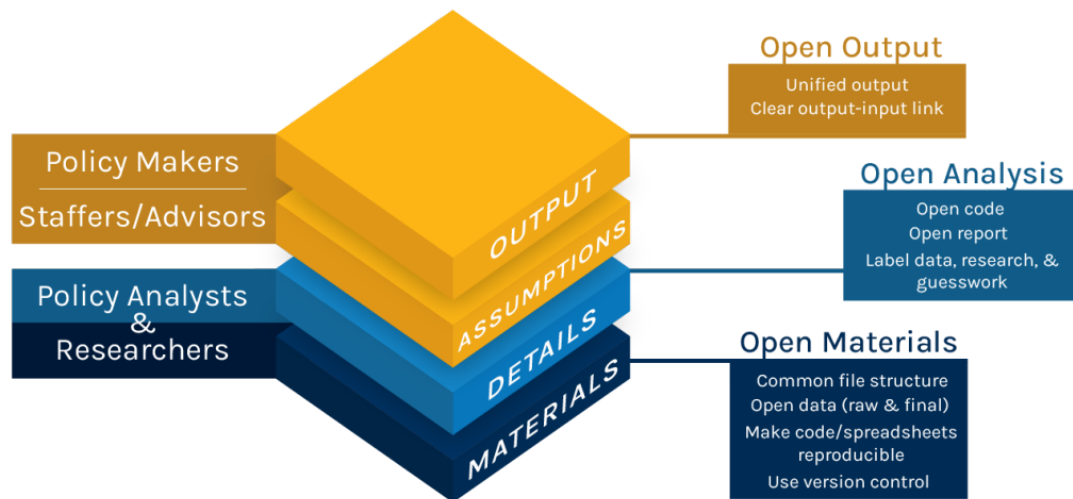 Policy Makers
Staffers/Advisors
Policy Analysts
&
Researchers
OUTPUT
ASSUMPTIONS
DETAILS
MATERIALS
Open Output
Unified output
Clear output-input link
Open Analysis
Open code
Open report
Label data, research, &
guesswork
Open Materials
Common file structure
Open data (raw & final)
Make code/spreadsheets
reproducible
Use version control